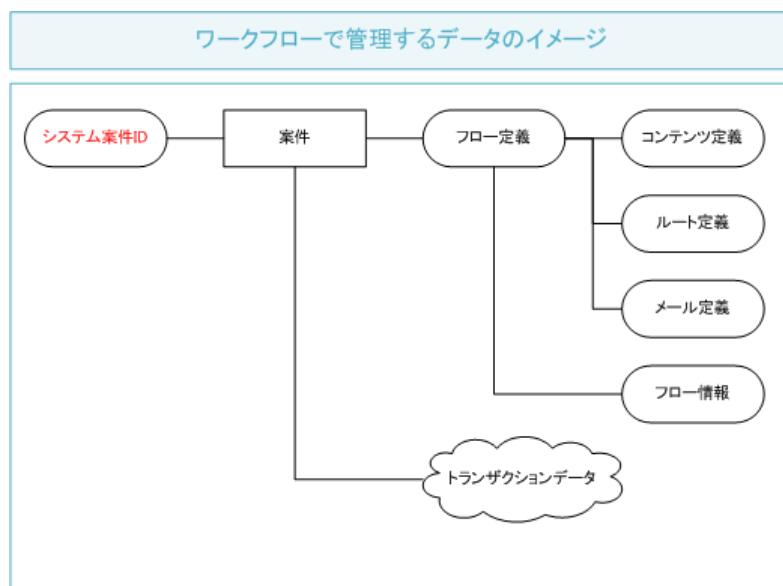 ワークフローで管理するデータのイメージ
システム案件ID
案件
フロー定義
コンテンツ定義
ルート定義
メール定義
フロー情報
トランザクションデータ